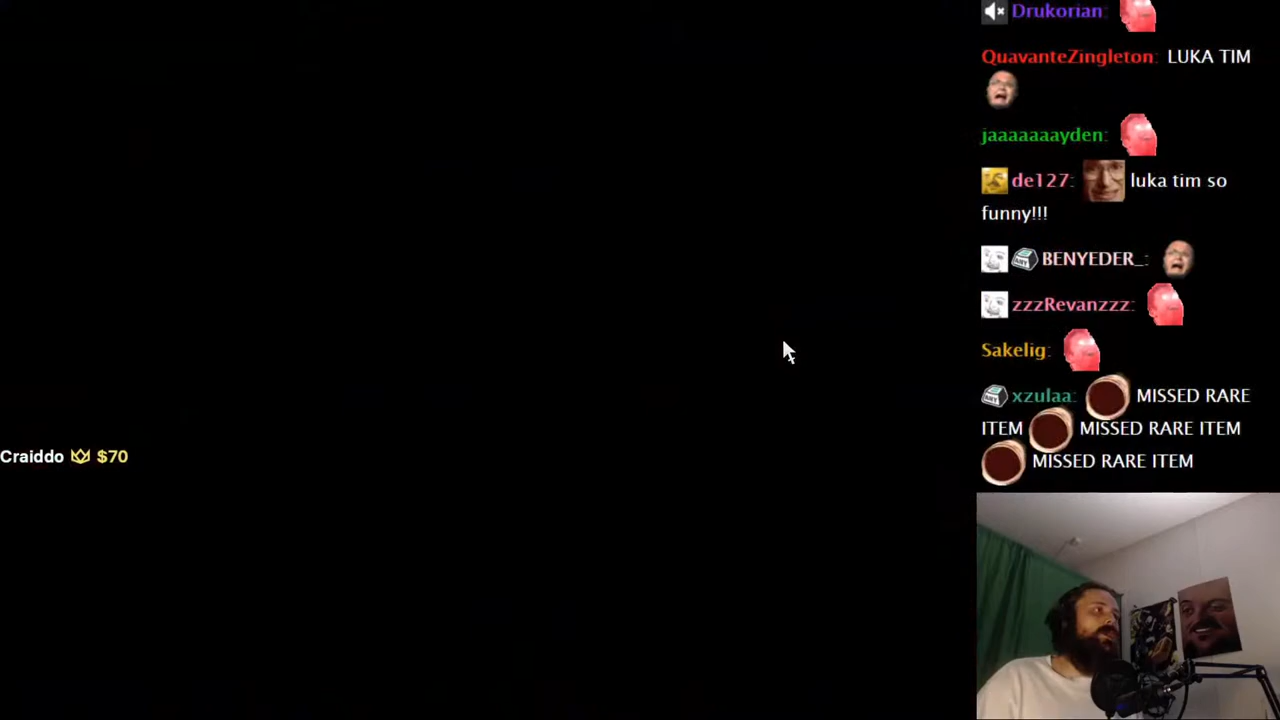 Drukorian:
QuavanteZingleton: LUKA TIM
jaaaaaaayden:
de127: luka tim so
funny!!!
BENYEDER_:
zzzRevanzzz:
Sakelig:
xzulaa: MISSED RARE
ITEM MISSED RARE ITEM
MISSED RARE ITEM
Craiddo $70